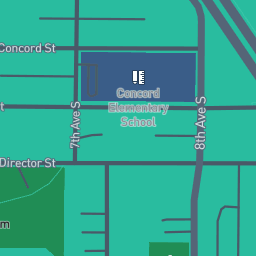 Concord St
Concord
Elementary
School
t
7th Ave S
8th Ave S
Director St
m